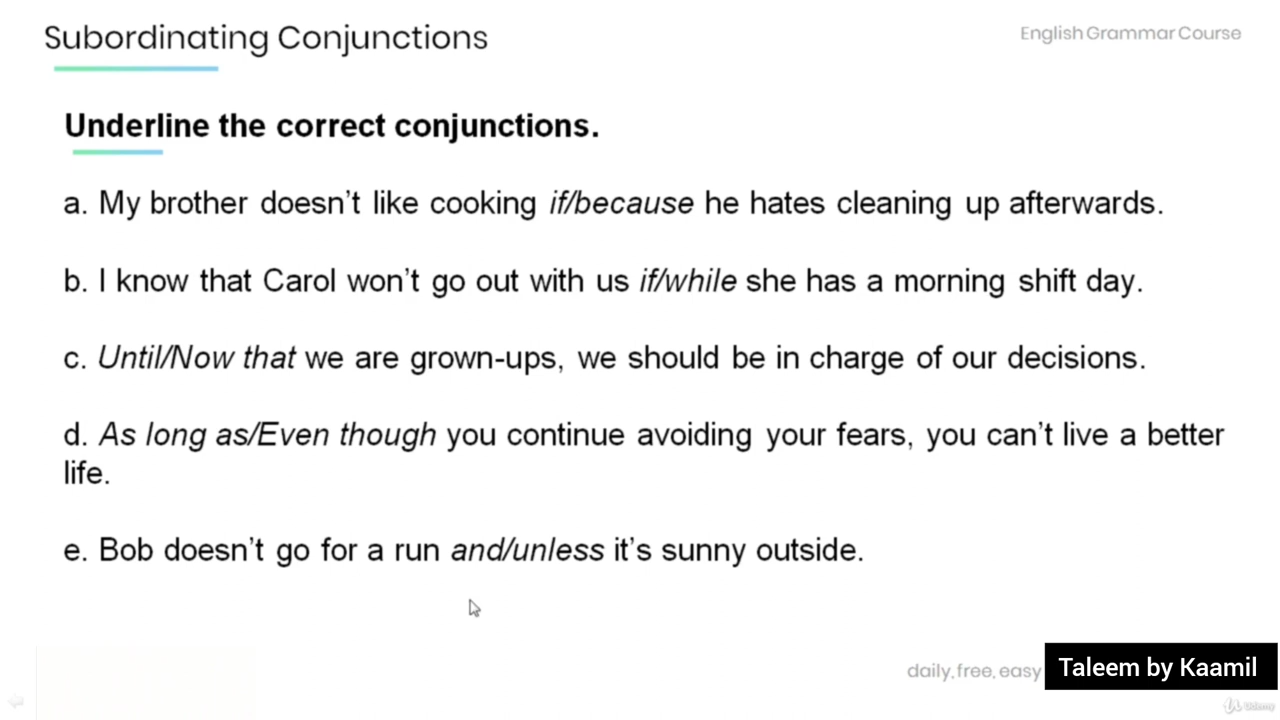 Subordinating Conjunctions
English Grammar Course
Underline the correct conjunctions.
a. My brother doesn’t like cooking if/because he hates cleaning up afterwards.
b. I know that Carol won’t go out with us if/while she has a morning shift day.
c. Until/Now that we are grown-ups, we should be in charge of our decisions.
d. As long as/Even though you continue avoiding your fears, you can’t live a better
life.
e. Bob doesn’t go for a run and/unless it’s sunny outside.
daily, free, easy
Taleem by Kaamil
Udemy